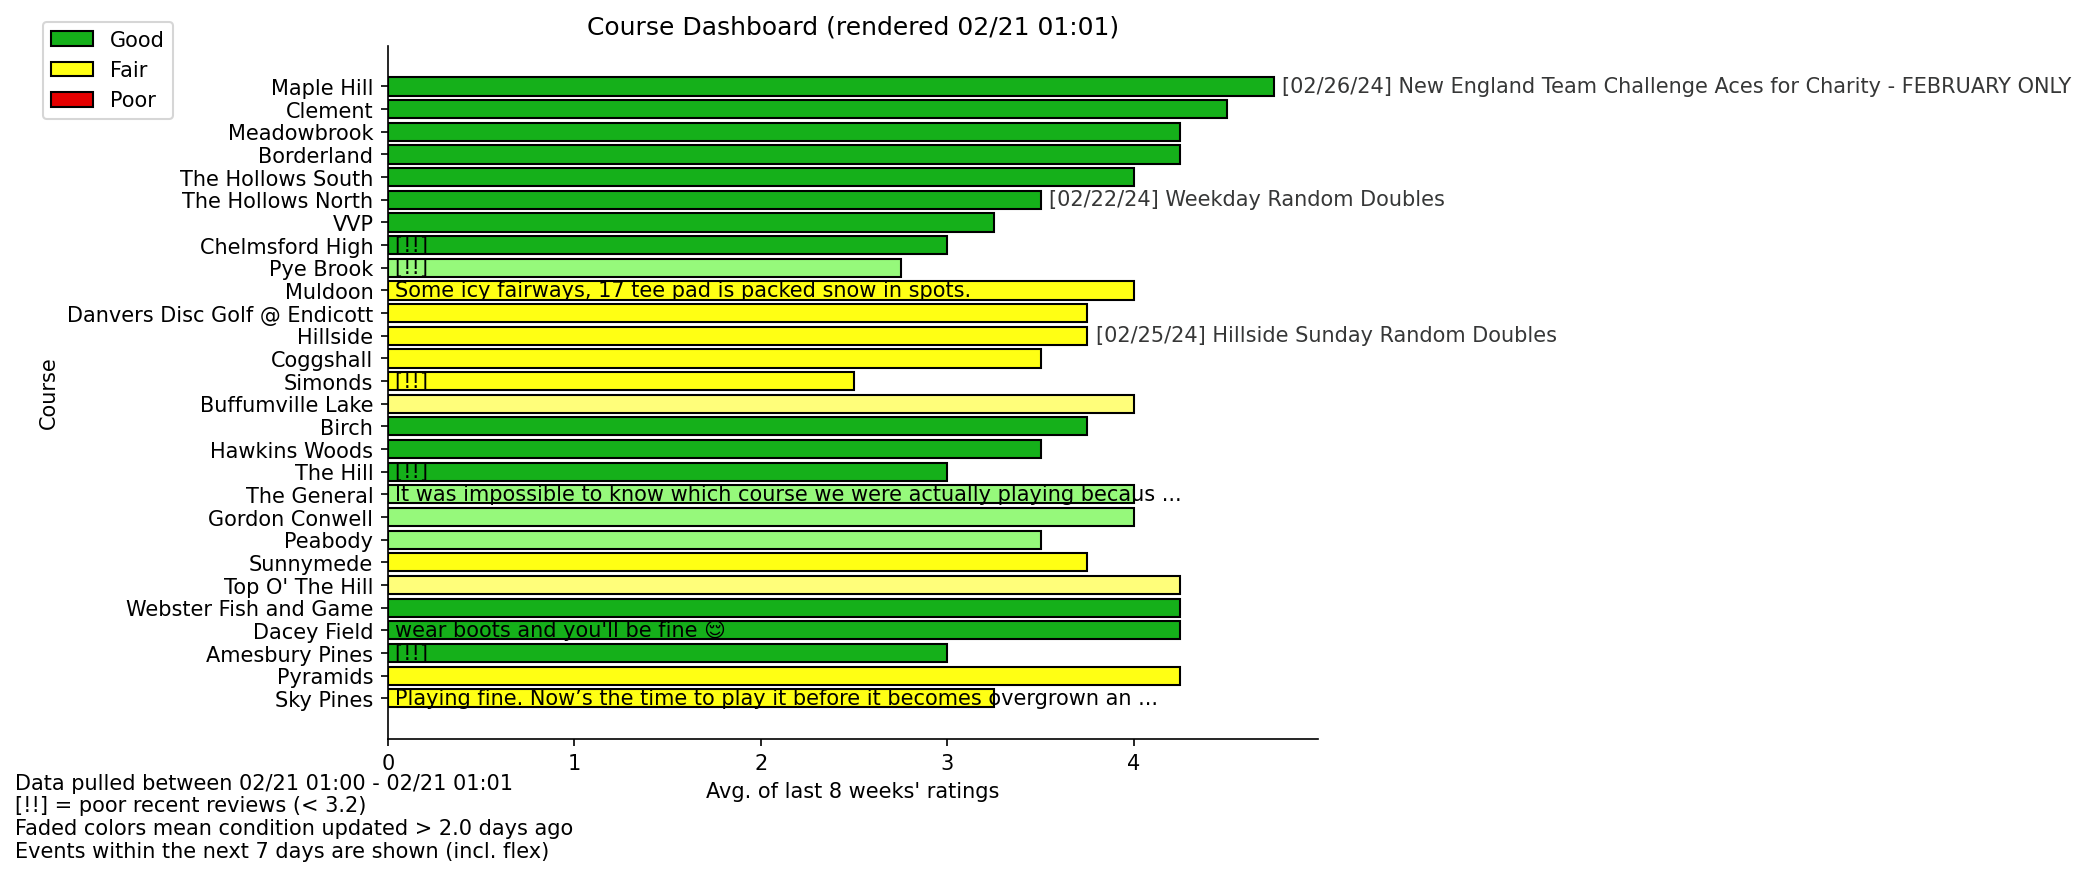 Course Dashboard (rendered 02/21 01:01)
Good
Fair
Poor
Maple Hill [02/26/24] New England Team Challenge Aces for Charity - FEBRUARY ONLY
Clement
Meadowbrook
Borderland
The Hollows South
The Hollows North [02/22/24] Weekday Random Doubles
VVP
Chelmsford High [!!]
Pye Brook [!!]
Muldoon Some icy fairways, 17 tee pad is packed snow in spots.
Danvers Disc Golf @ Endicott
Hillside [02/25/24] Hillside Sunday Random Doubles
Coggshall
Simonds [!!]
Buffumville Lake
Birch
Hawkins Woods
The Hill [!!]
The General It was impossible to know which course we were actually playing becaus ...
Gordon Conwell
Peabody
Sunnymede
Top O' The Hill
Webster Fish and Game
Dacey Field wear boots and you'll be fine 😌
Amesbury Pines [!!]
Pyramids
Sky Pines Playing fine. Now’s the time to play it before it becomes overgrown an ...
Course
0 1 2 3 4
Avg. of last 8 weeks' ratings
Data pulled between 02/21 01:00 - 02/21 01:01
[!!] = poor recent reviews (< 3.2)
Faded colors mean condition updated > 2.0 days ago
Events within the next 7 days are shown (incl. flex)